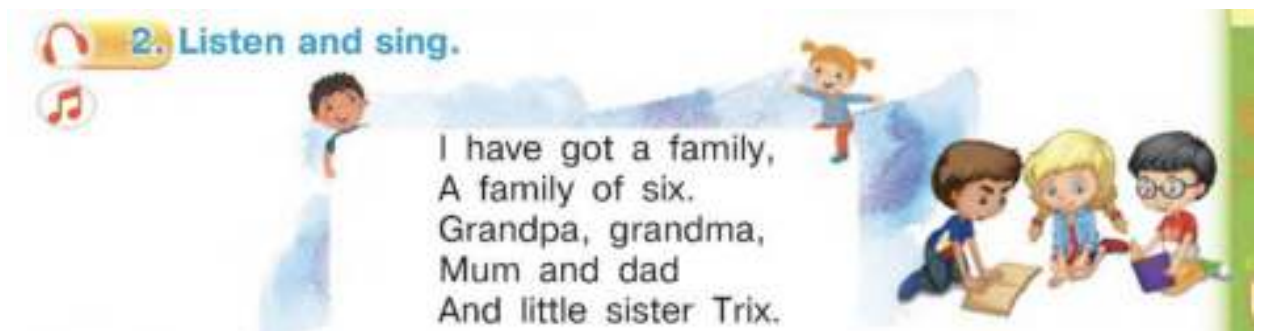 2. Listen and sing.
I have got a family,
A family of six.
Grandpa, grandma,
Mum and dad
And little sister Trix.